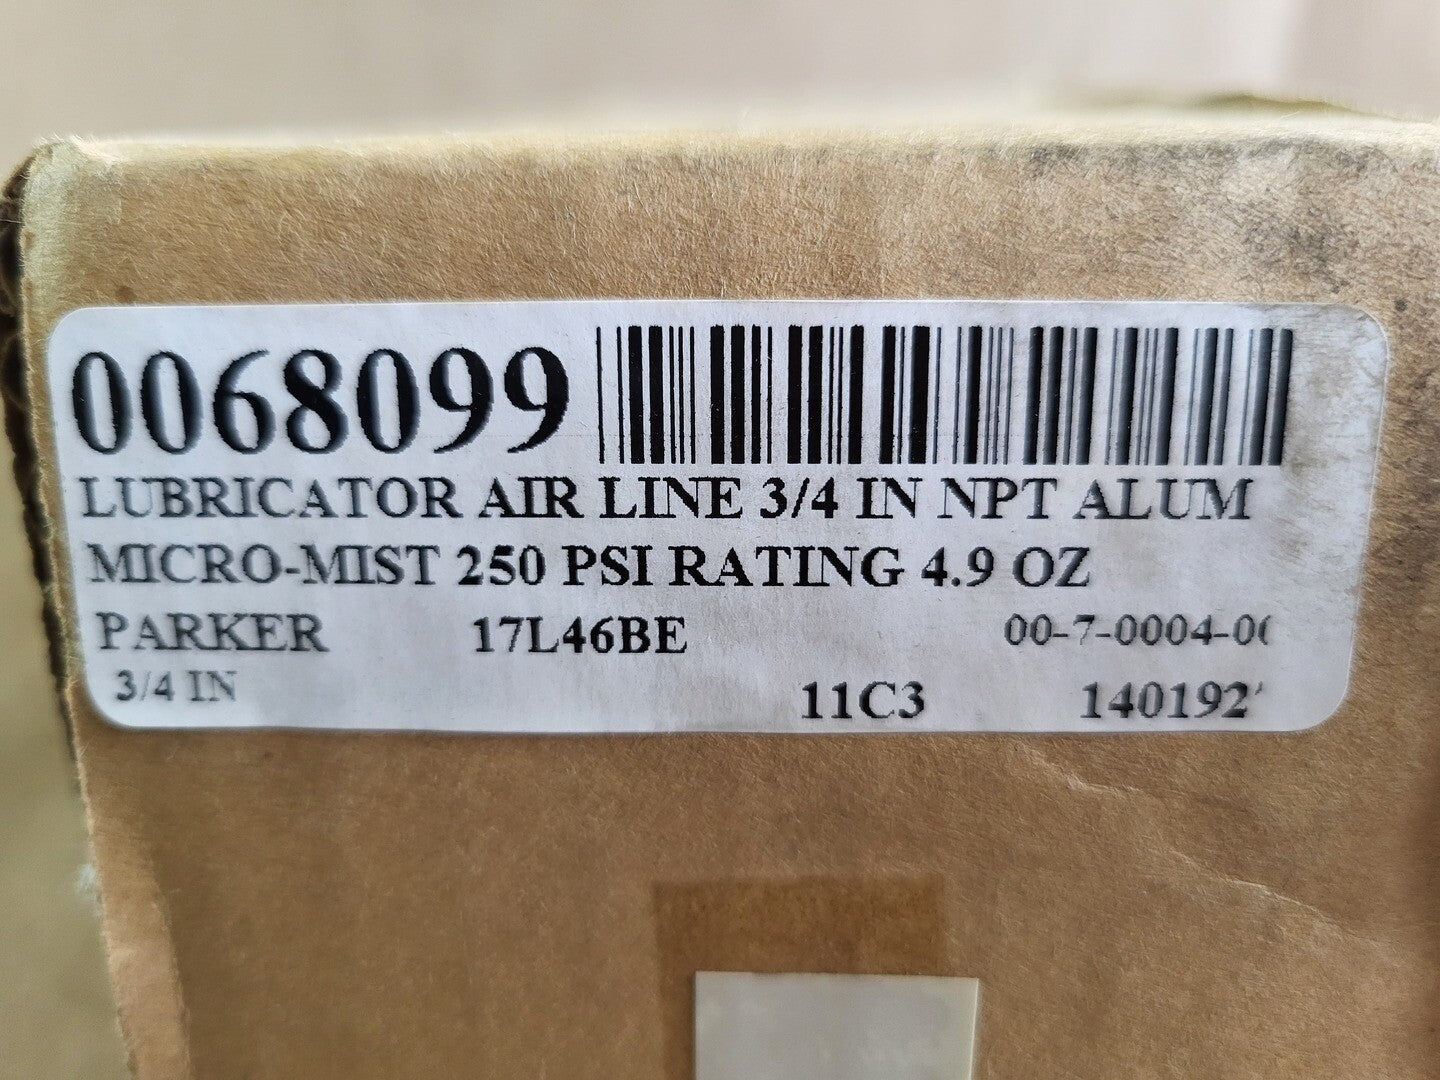 0068099
LUBRICATOR AIR LINE 3/4 IN NPT ALUM
MICRO-MIST 250 PSI RATING 4.9 OZ
PARKER 17L46BE
3/4 IN 11C3